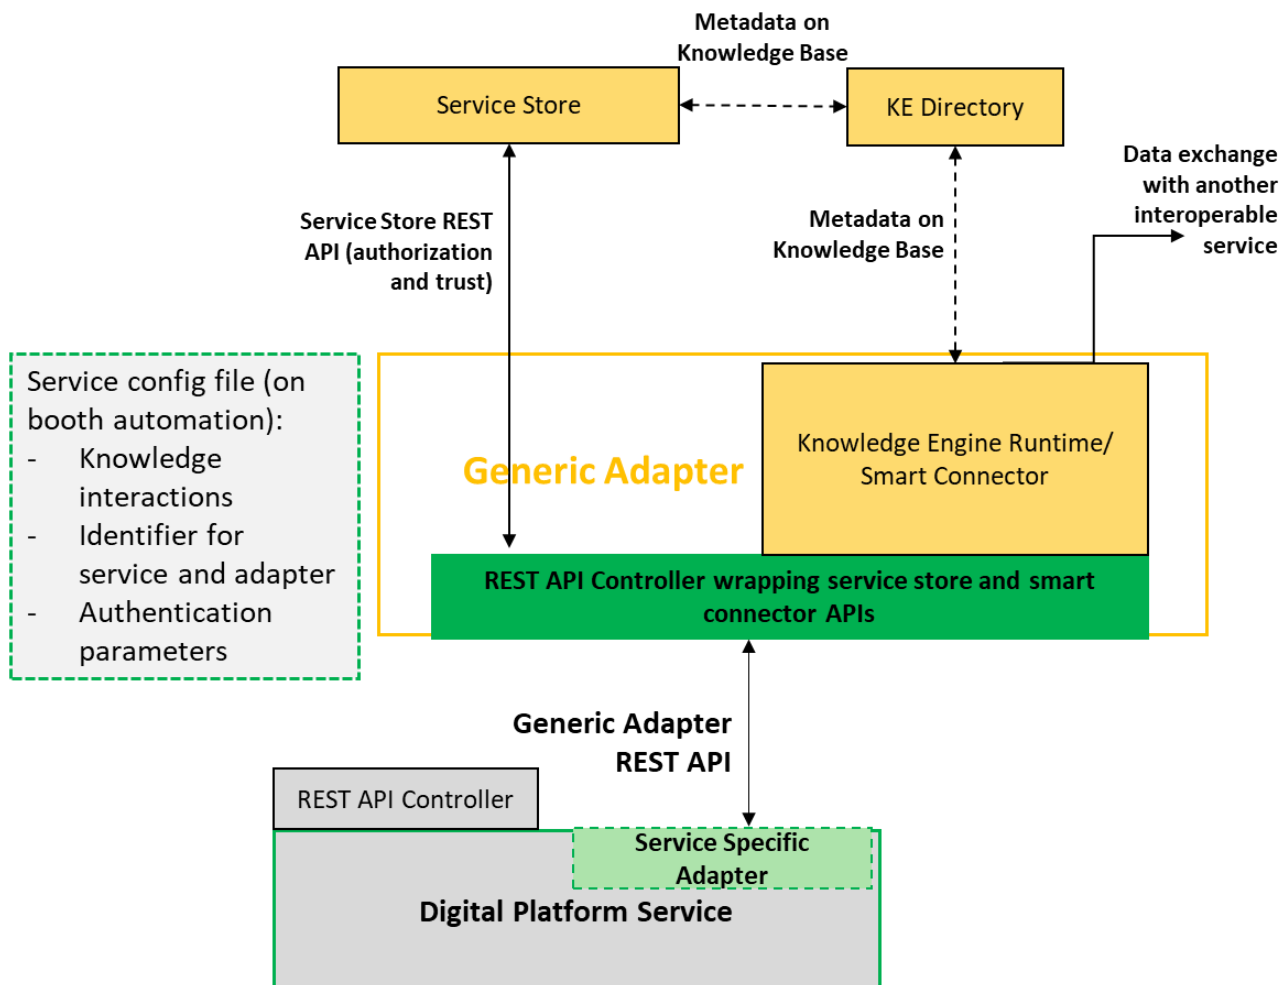 Metadata on
Knowledge Base
Service Store
KE Directory
Data exchange
with another
interoperable
service
Service Store REST
API (authorization
and trust)
Metadata on
Knowledge Base
Service config file (on
booth automation):
- Knowledge
interactions
- Identifier for
service and adapter
- Authentication
parameters
Generic Adapter
Knowledge Engine Runtime/
Smart Connector
REST API Controller wrapping service store and smart
connector APIs
Generic Adapter
REST API
REST API Controller
Service Specific
Adapter
Digital Platform Service